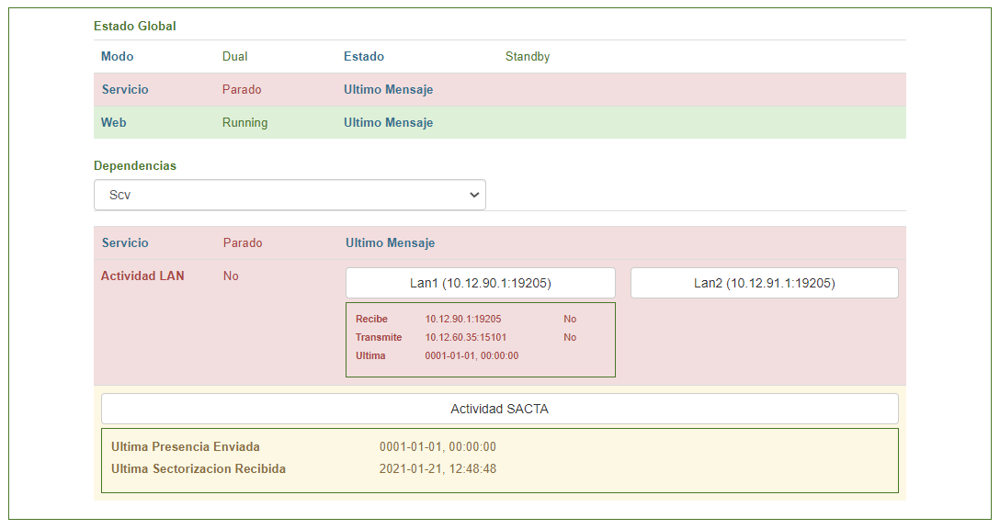 Estado Global
Modo Dual Estado Standby
Servicio Parado Ultimo Mensaje
Web Running Ultimo Mensaje
Dependencias
Scv
Servicio Parado Ultimo Mensaje
Actividad LAN No Lan1 (10.12.90.1:19205) Lan2 (10.12.91.1:19205)
Recibe 10.12.90.1:19205 No
Transmite 10.12.60.35:15101 No
Ultima 0001-01-01, 00:00:00
Actividad SACTA
Ultima Presencia Enviada 0001-01-01, 00:00:00
Ultima Sectorizacion Recibida 2021-01-21, 12:48:48